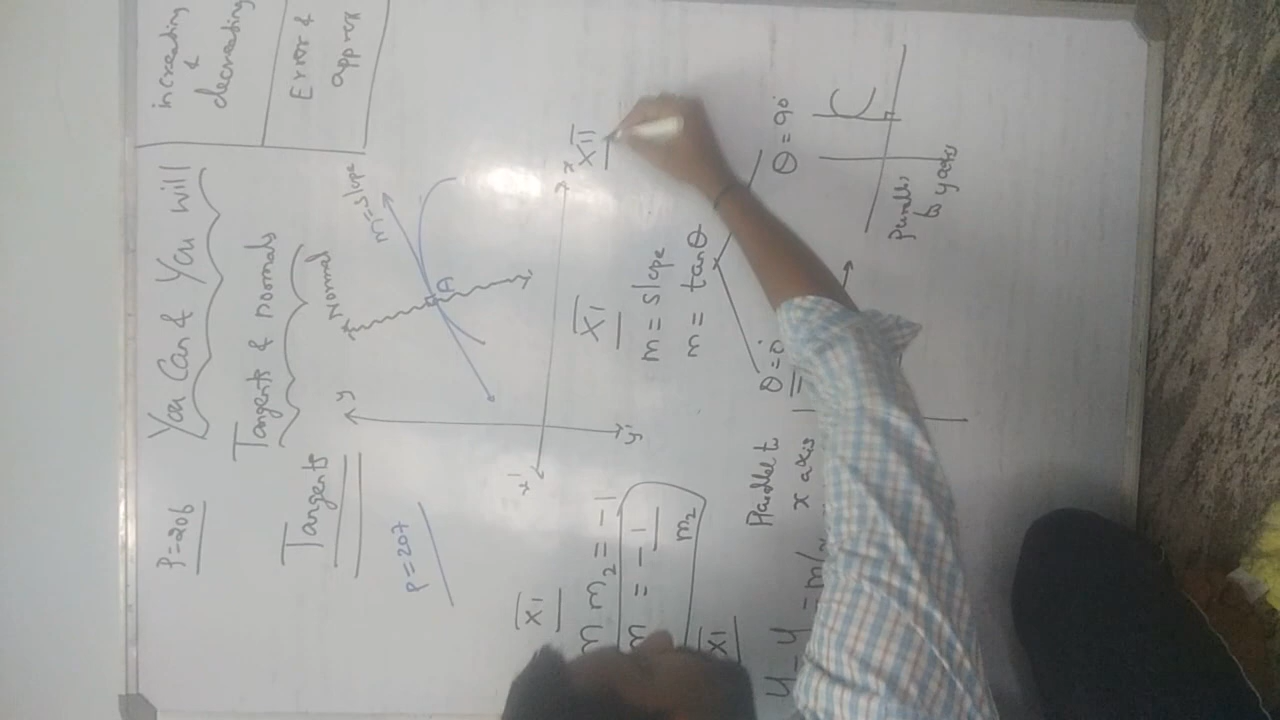 P=206
You Can & You will
increasing
&
decreasing
Tangents & normals
Error &
approx
Tangents
Normal
m=slope
P=207
y
A
x
x'
y'
XI
XI
XII
m m2 = -1
m = -1
m2
m = slope
m = tanθ
XI
θ=0°
θ=90°
Parallel to
x axis
Parallel
to y axis